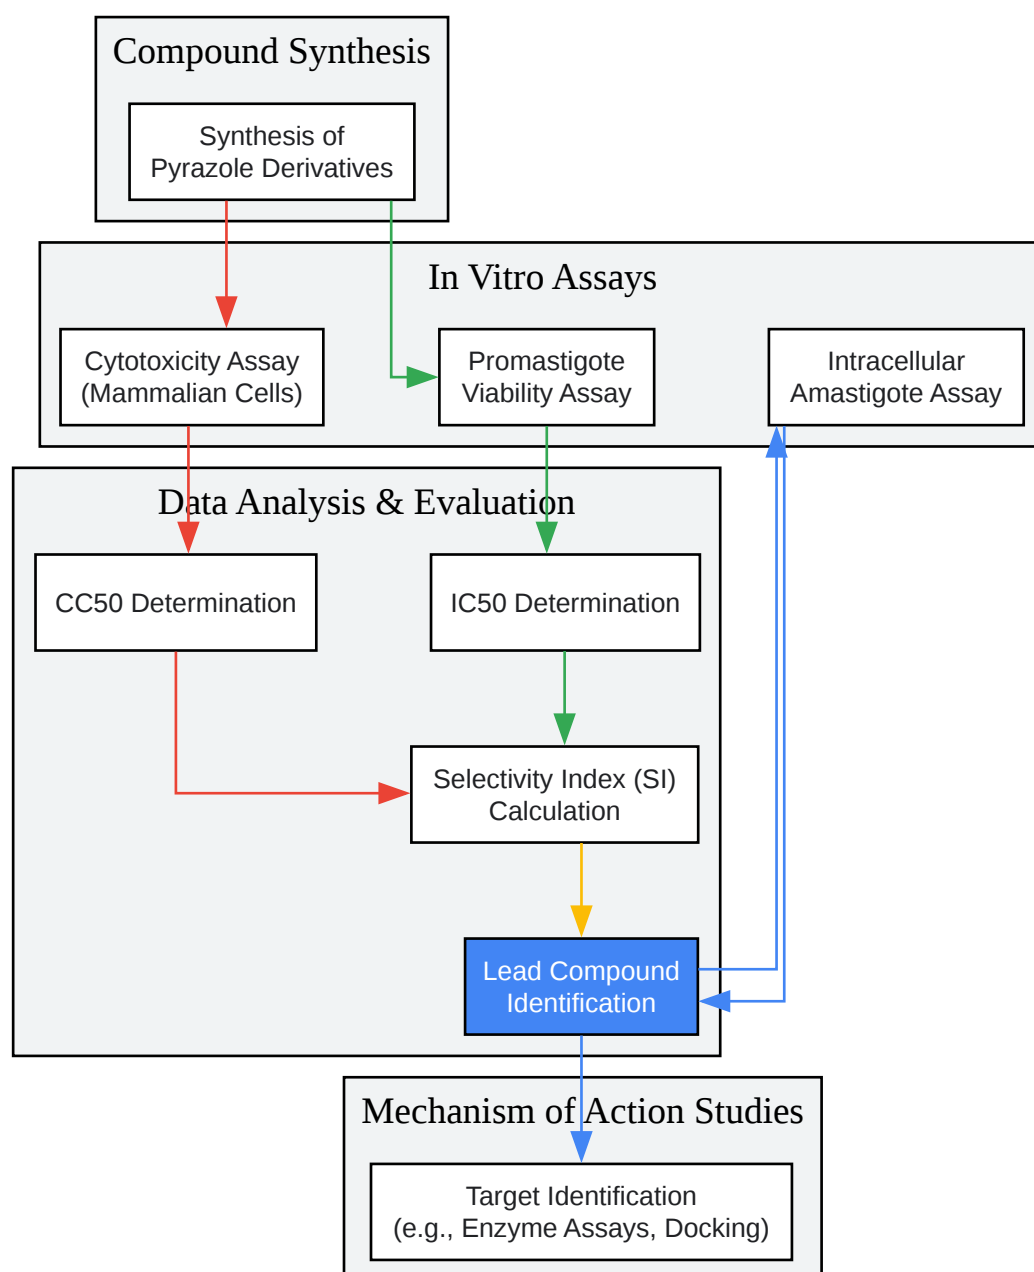 Compound Synthesis
Synthesis of
Pyrazole Derivatives
In Vitro Assays
Cytotoxicity Assay
(Mammalian Cells)
Promastigote
Viability Assay
Intracellular
Amastigote Assay
Data Analysis & Evaluation
CC50 Determination
IC50 Determination
Selectivity Index (SI)
Calculation
Lead Compound
Identification
Mechanism of Action Studies
Target Identification
(e.g., Enzyme Assays, Docking)